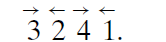 → ← → ←
3 2 4 1.